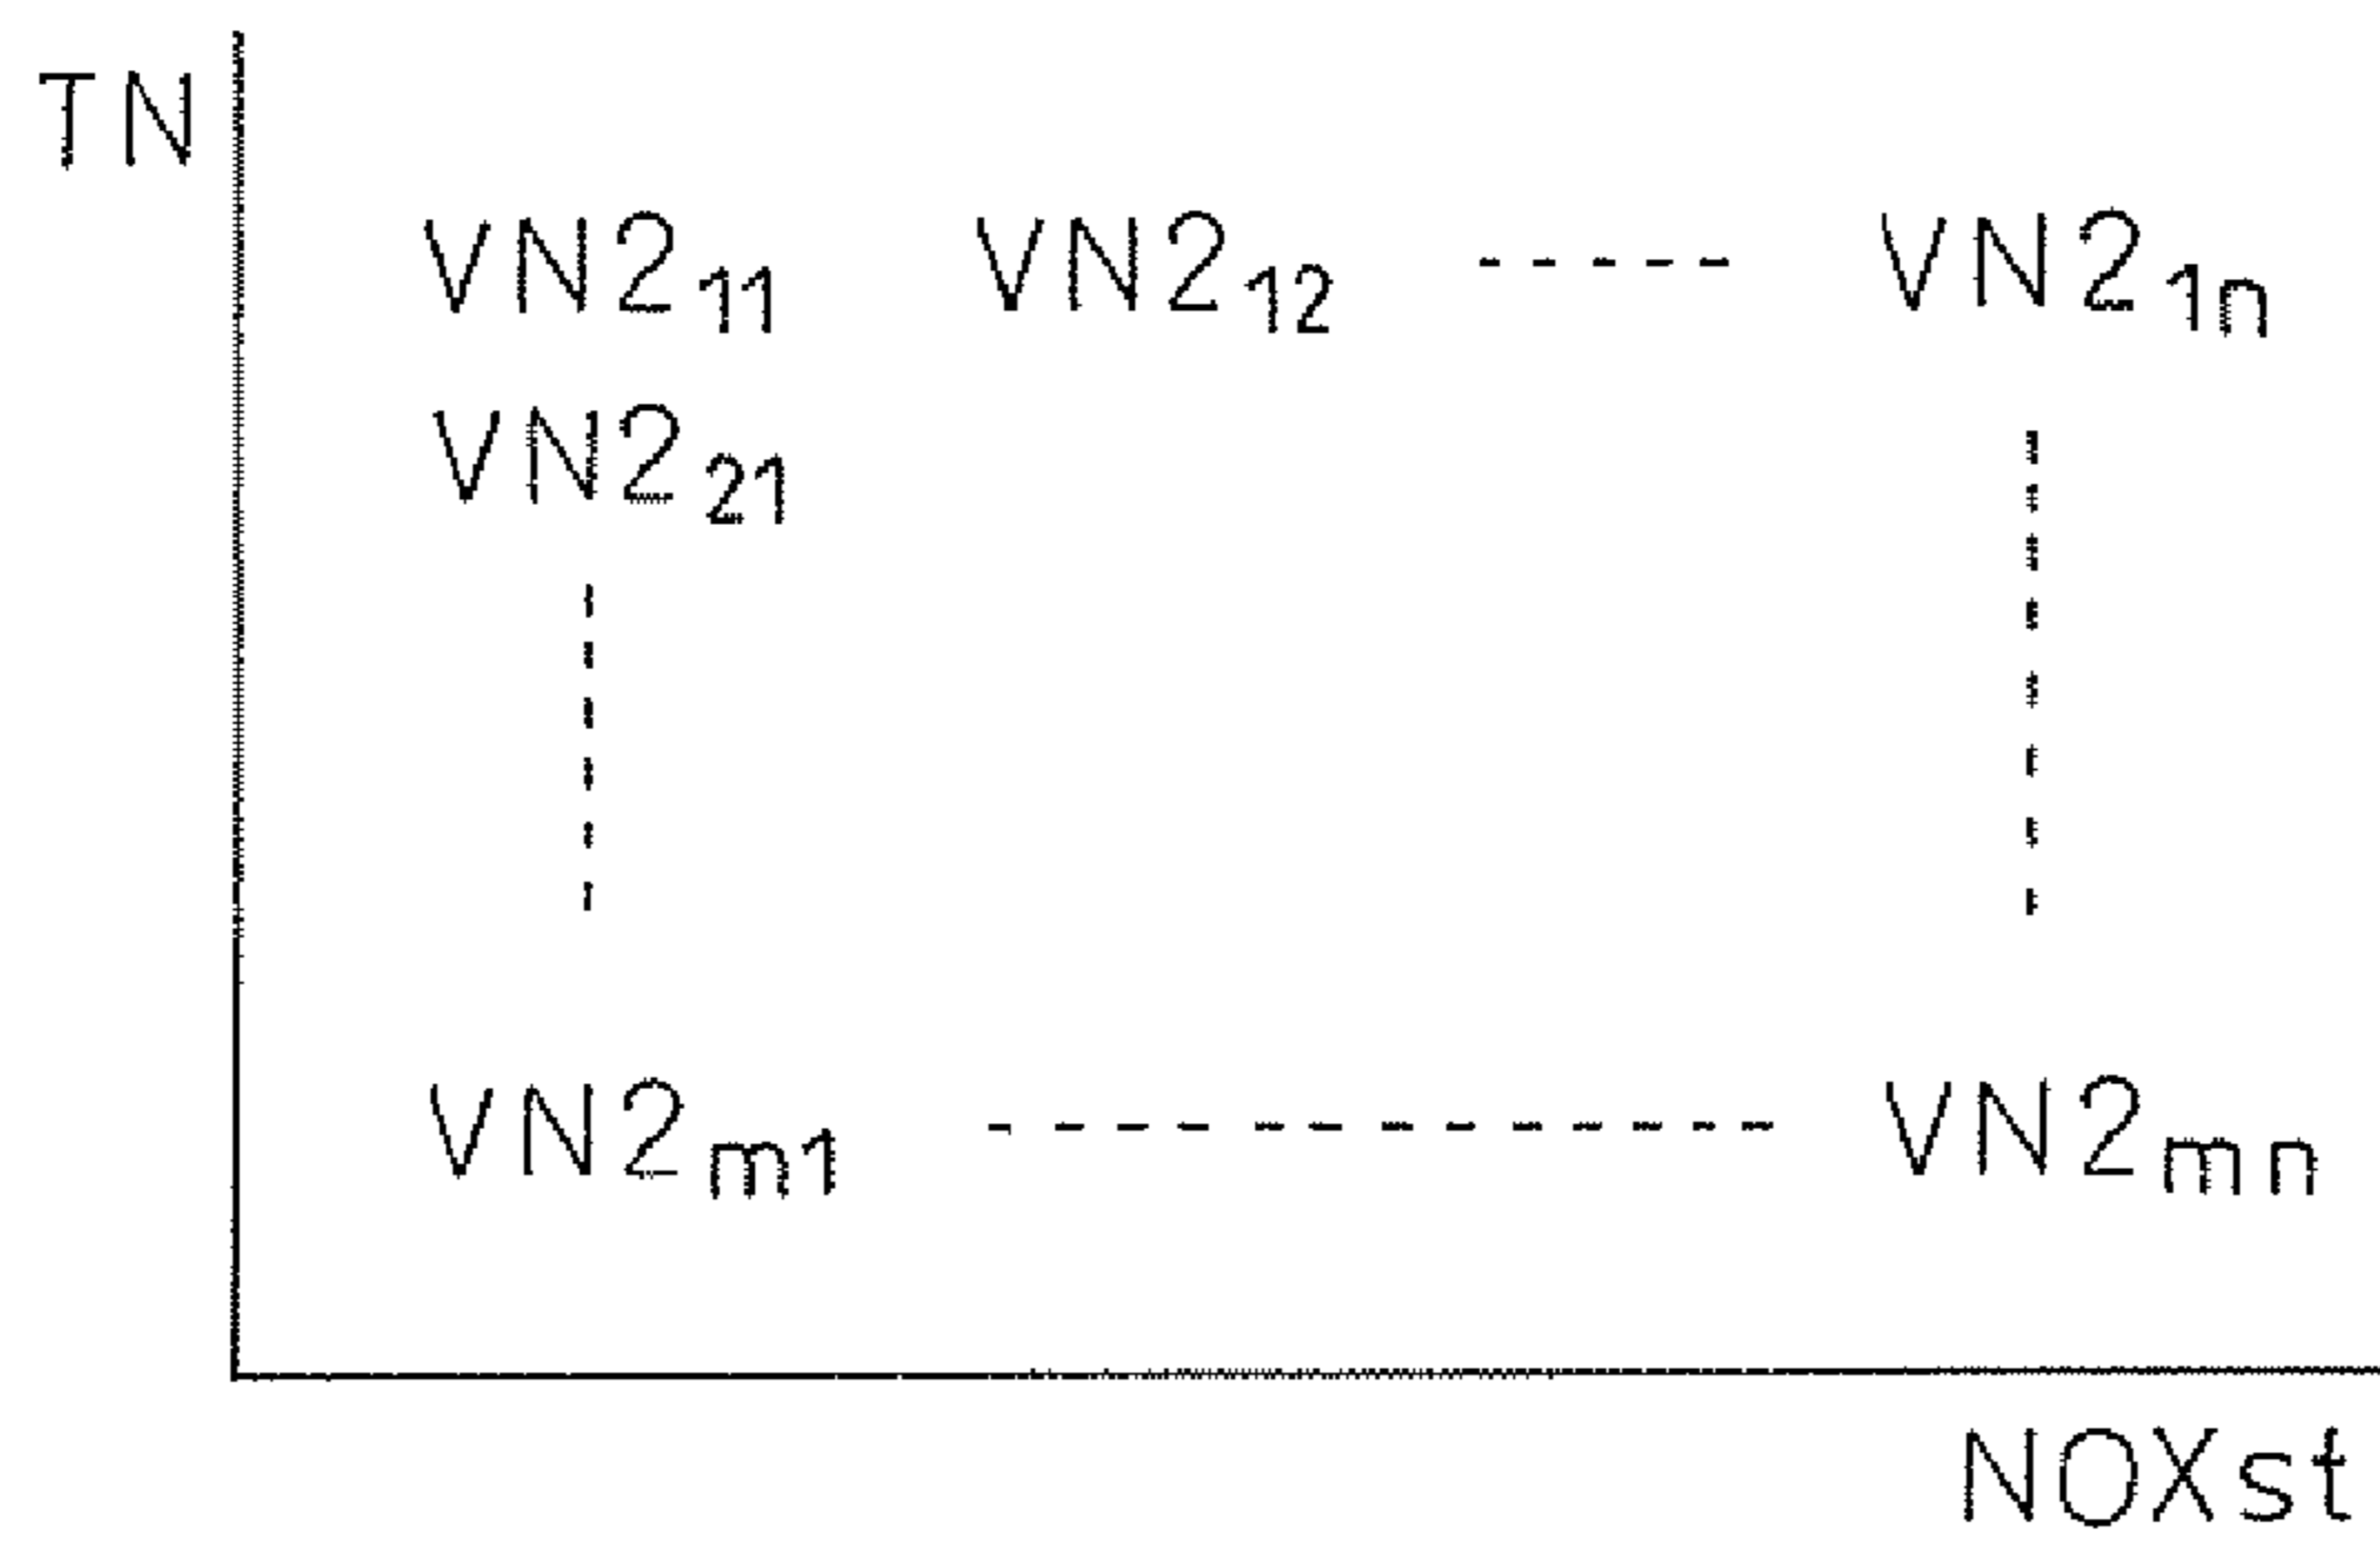 TN
VN2₁₁ VN2₁₂ ----- VN2₁ₙ
VN2₂₁
VN2ₘ₁ ------------- VN2ₘₙ
NOXst